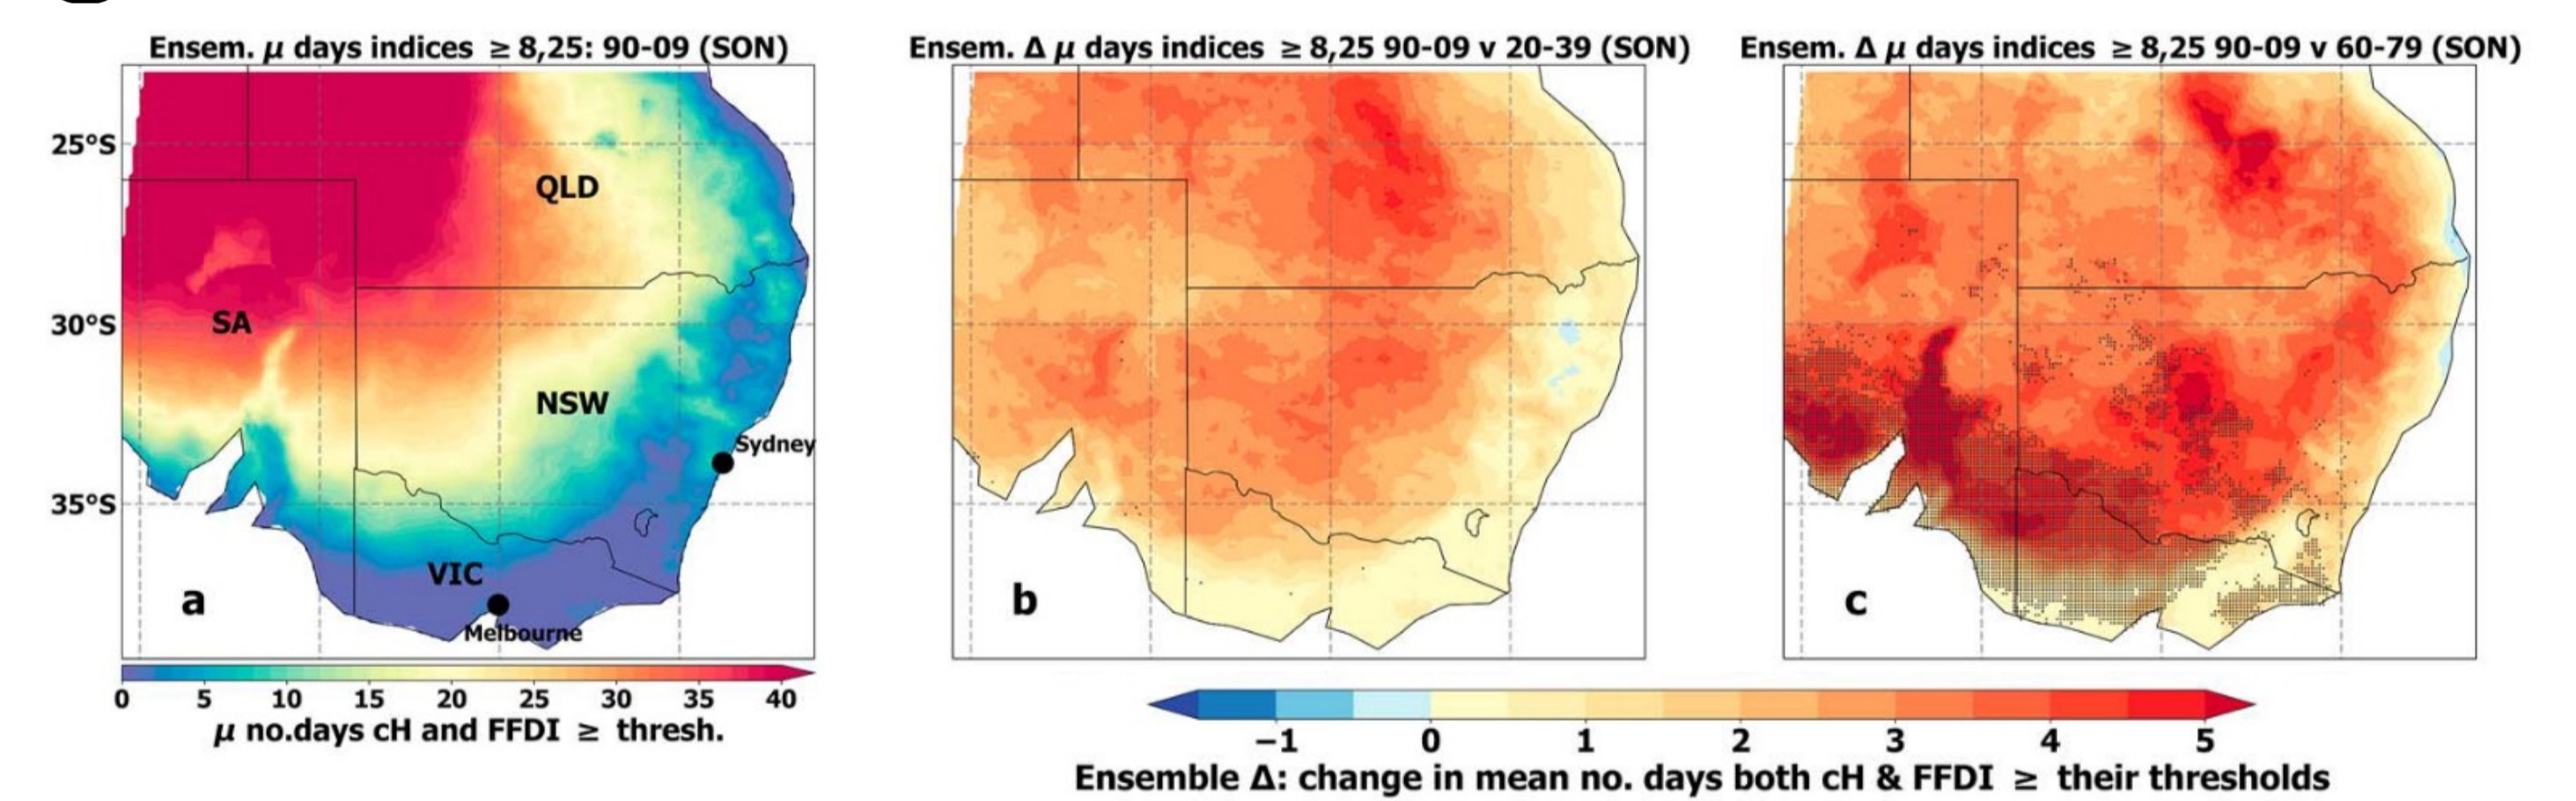 Ensem. μ days indices ≥ 8,25: 90-09 (SON)
Ensem. Δ μ days indices ≥ 8,25 90-09 v 20-39 (SON)
Ensem. Δ μ days indices ≥ 8,25 90-09 v 60-79 (SON)
25°S
30°S
35°S
QLD
SA
NSW
Sydney
VIC
Melbourne
a
b
c
0 5 10 15 20 25 30 35 40
μ no.days cH and FFDI ≥ thresh.
−1 0 1 2 3 4 5
Ensemble Δ: change in mean no. days both cH & FFDI ≥ their thresholds